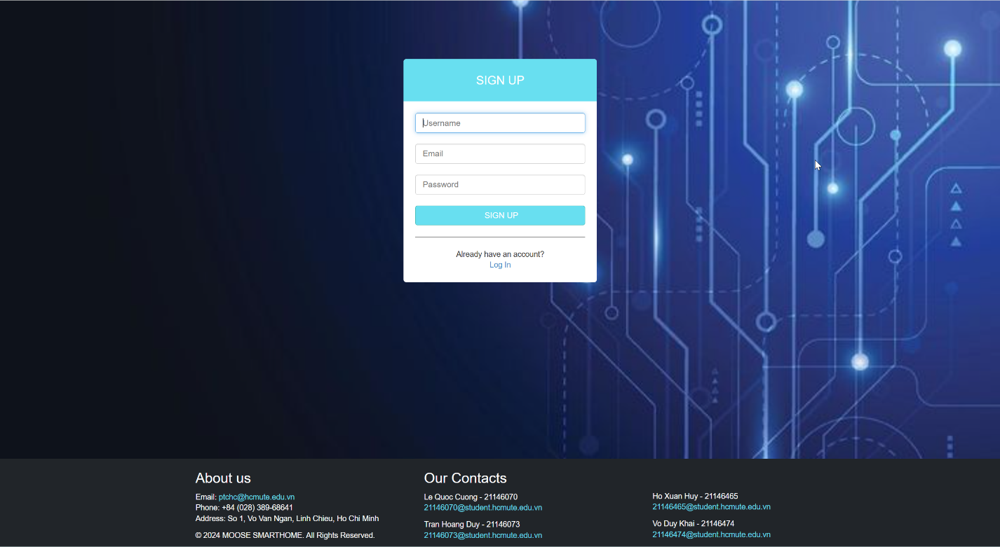 SIGN UP
Username
Email
Password
SIGN UP
Already have an account?
Log In
About us
Email: ptchc@hcmute.edu.vn
Phone: +84 (028) 389-68641
Address: So 1, Vo Van Ngan, Linh Chieu, Ho Chi Minh
© 2024 MOOSE SMARTHOME. All Rights Reserved.
Our Contacts
Le Quoc Cuong - 21146070
21146070@student.hcmute.edu.vn
Tran Hoang Duy - 21146073
21146073@student.hcmute.edu.vn
Ho Xuan Huy - 21146465
21146465@student.hcmute.edu.vn
Vo Duy Khai - 21146474
21146474@student.hcmute.edu.vn